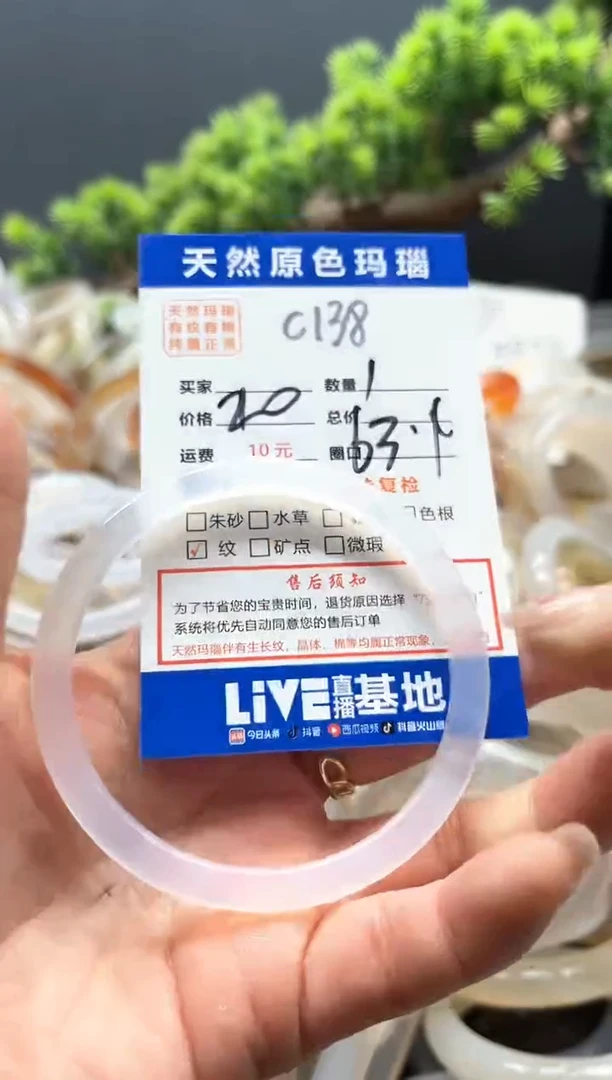 天然原色玛瑙
天然玛瑙
有纹有棉
纯属正常
C138
买家 数量 1
价格 20 总价
运费 10元 圈口 63.
复检
朱砂 水草 色根
✓ 纹 矿点 微瑕
售后须知
为了节省您的宝贵时间，退货原因选择 "7
系统将优先自动同意您的售后订单
天然玛瑙伴有生长纹，晶体、棉等均属正常现象，
LiVE直播基地
今日头条 抖音 西瓜视频 抖音火山